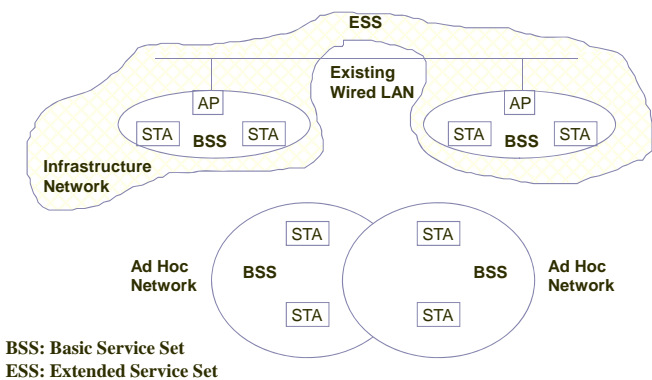 ESS
Existing
Wired LAN
AP
AP
STA
BSS
STA
STA
BSS
STA
Infrastructure
Network
STA
STA
Ad Hoc
Network
BSS
BSS
Ad Hoc
Network
STA
STA
BSS: Basic Service Set
ESS: Extended Service Set